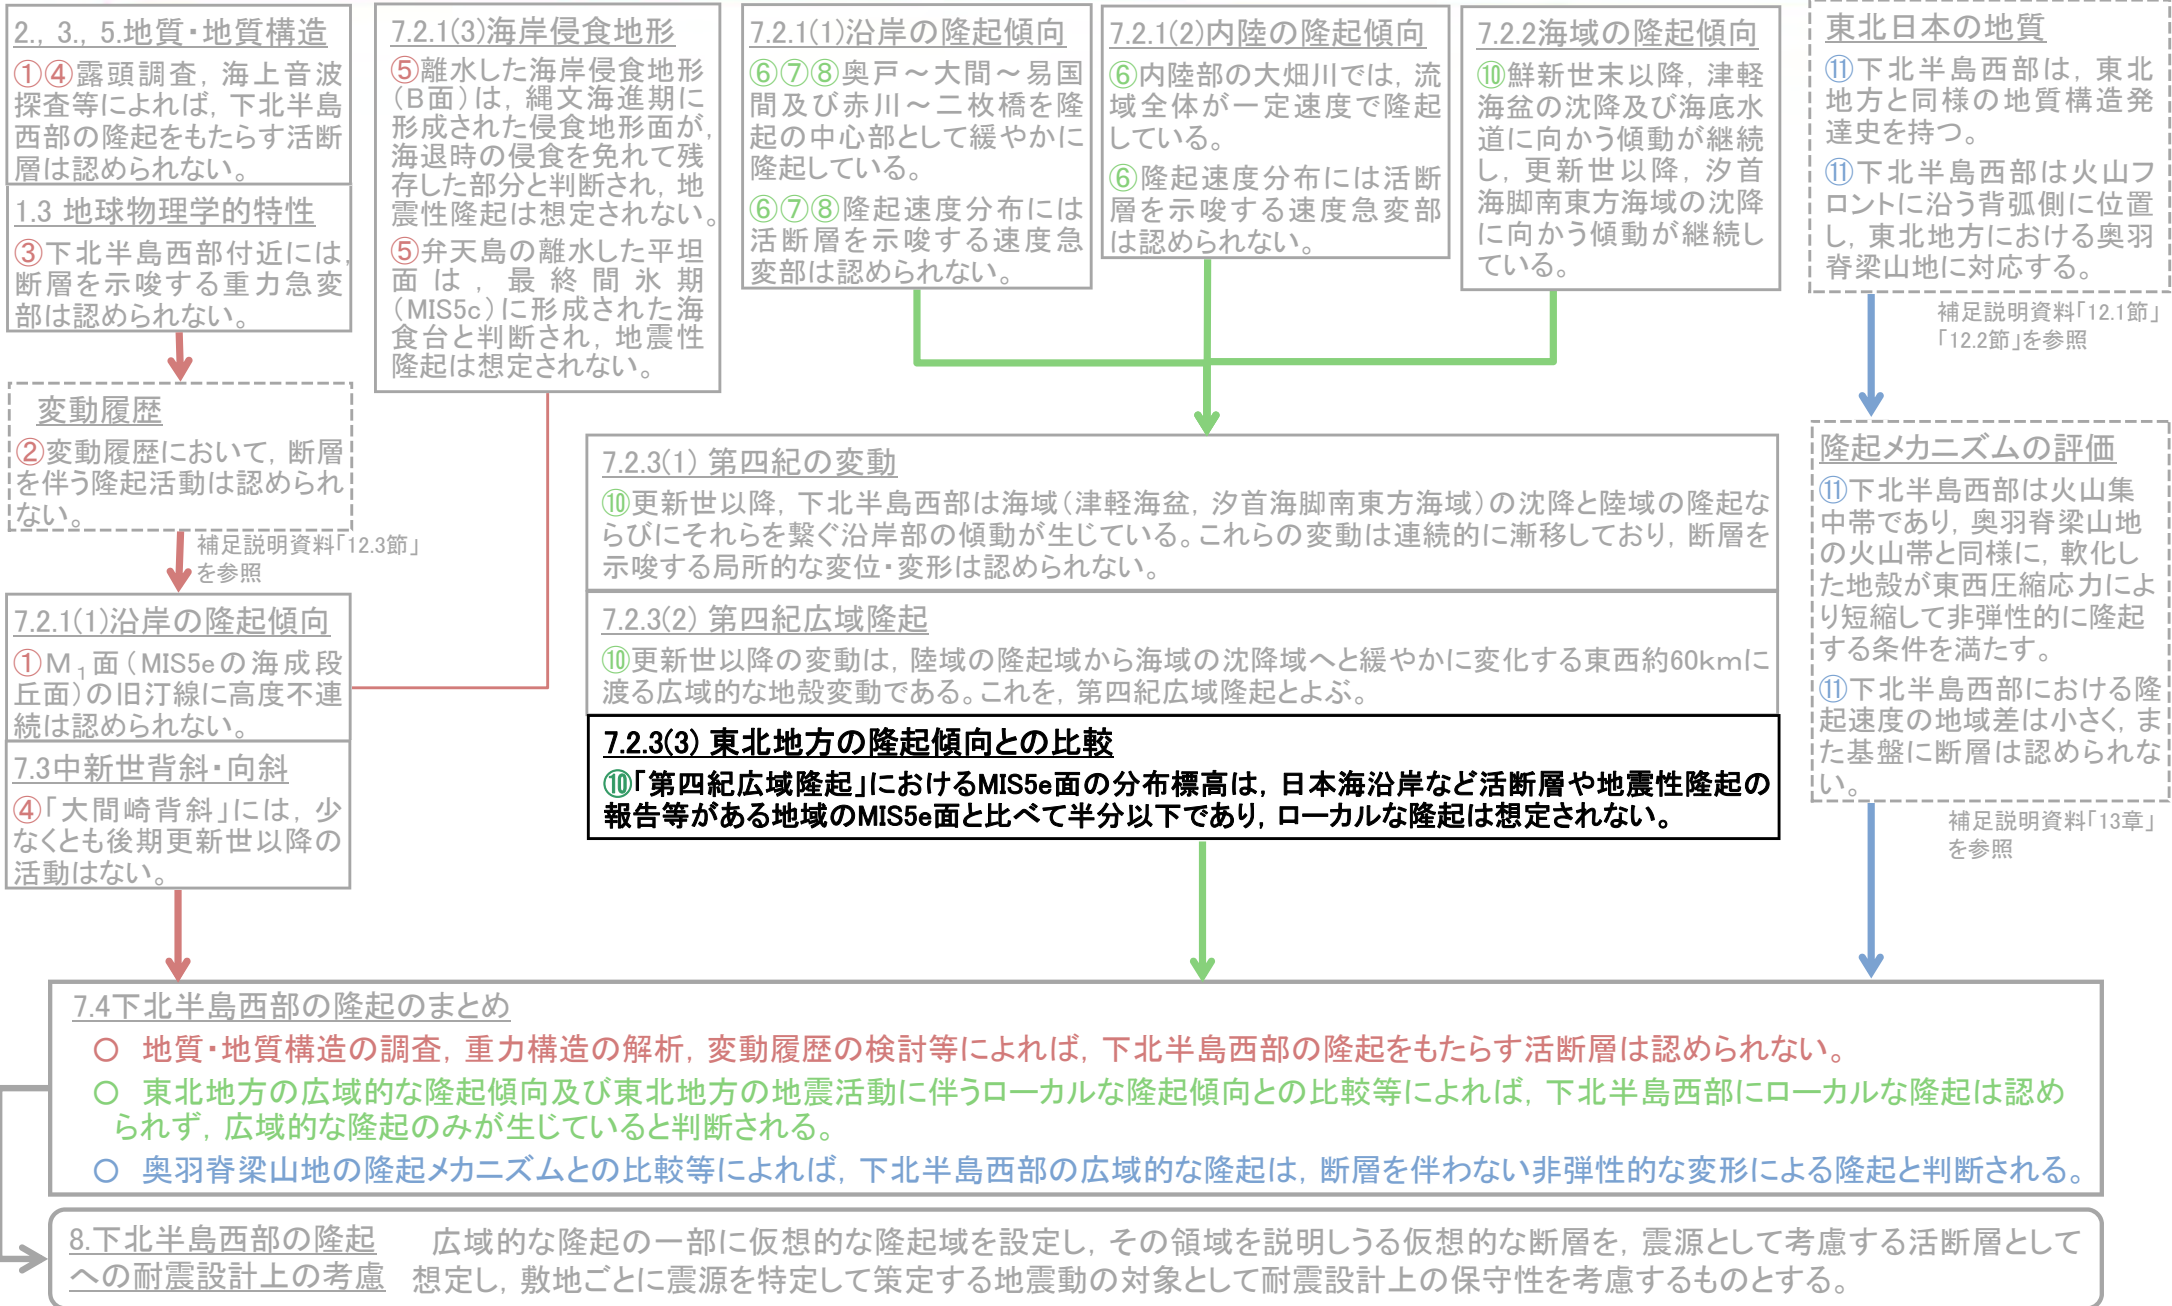 2., 3., 5.地質・地質構造
①④露頭調査, 海上音波
探査等によれば, 下北半島
西部の隆起をもたらす活断
層は認められない。
1.3 地球物理学的特性
③下北半島西部付近には,
断層を示唆する重力急変
部は認められない。
変動履歴
②変動履歴において, 断層
を伴う隆起活動は認められ
ない。
補足説明資料「12.3節」
を参照
7.2.1(1)沿岸の隆起傾向
①M₁面（MIS5eの海成段
丘面）の旧汀線に高度不連
続は認められない。
7.3中新世背斜・向斜
④「大間崎背斜」には, 少
なくとも後期更新世以降の
活動はない。
7.2.1(3)海岸侵食地形
⑤離水した海岸侵食地形
（B面）は, 縄文海進期に
形成された侵食地形面が,
海退時の侵食を免れて残
存した部分と判断され, 地
震性隆起は想定されない。
⑤弁天島の離水した平坦
面は, 最終間氷期
（MIS5c）に形成された海
食台と判断され, 地震性
隆起は想定されない。
7.2.1(1)沿岸の隆起傾向
⑥⑦⑧奥戸～大間～易国
間及び赤川～二枚橋を隆
起の中心部として緩やかに
隆起している。
⑥⑦⑧隆起速度分布には
活断層を示唆する速度急
変部は認められない。
7.2.1(2)内陸の隆起傾向
⑥内陸部の大畑川では, 流
域全体が一定速度で隆起
している。
⑥隆起速度分布には活断
層を示唆する速度急変部
は認められない。
7.2.2海域の隆起傾向
⑩鮮新世末以降, 津軽
海盆の沈降及び海底水
道に向かう傾動が継続
し, 更新世以降, 汐首
海脚南東方海域の沈降
に向かう傾動が継続し
ている。
東北日本の地質
⑪下北半島西部は, 東北
地方と同様の地質構造発
達史を持つ。
⑪下北半島西部は火山フ
ロントに沿う背弧側に位置
し, 東北地方における奥羽
脊梁山地に対応する。
補足説明資料「12.1節」
「12.2節」を参照
7.2.3(1) 第四紀の変動
⑩更新世以降, 下北半島西部は海域（津軽海盆, 汐首海脚南東方海域）の沈降と陸域の隆起な
らびにそれらを繋ぐ沿岸部の傾動が生じている。これらの変動は連続的に漸移しており, 断層を
示唆する局所的な変位・変形は認められない。
7.2.3(2) 第四紀広域隆起
⑩更新世以降の変動は, 陸域の隆起域から海域の沈降域へと緩やかに変化する東西約60kmに
渡る広域的な地殻変動である。これを, 第四紀広域隆起とよぶ。
7.2.3(3) 東北地方の隆起傾向との比較
⑩「第四紀広域隆起」におけるMIS5e面の分布標高は, 日本海沿岸など活断層や地震性隆起の
報告等がある地域のMIS5e面と比べて半分以下であり, ローカルな隆起は想定されない。
隆起メカニズムの評価
⑪下北半島西部は火山集
中帯であり, 奥羽脊梁山地
の火山帯と同様に, 軟化し
た地殻が東西圧縮応力によ
り短縮して非弾性的に隆起
する条件を満たす。
⑪下北半島西部における隆
起速度の地域差は小さく, ま
た基盤に断層は認められな
い。
補足説明資料「13章」
を参照
7.4下北半島西部の隆起のまとめ
○ 地質・地質構造の調査, 重力構造の解析, 変動履歴の検討等によれば, 下北半島西部の隆起をもたらす活断層は認められない。
○ 東北地方の広域的な隆起傾向及び東北地方の地震活動に伴うローカルな隆起傾向との比較等によれば, 下北半島西部にローカルな隆起は認め
られず, 広域的な隆起のみが生じていると判断される。
○ 奥羽脊梁山地の隆起メカニズムとの比較等によれば, 下北半島西部の広域的な隆起は, 断層を伴わない非弾性的な変形による隆起と判断される。
8.下北半島西部の隆起
への耐震設計上の考慮
広域的な隆起の一部に仮想的な隆起域を設定し, その領域を説明しうる仮想的な断層を, 震源として考慮する活断層として
想定し, 敷地ごとに震源を特定して策定する地震動の対象として耐震設計上の保守性を考慮するものとする。